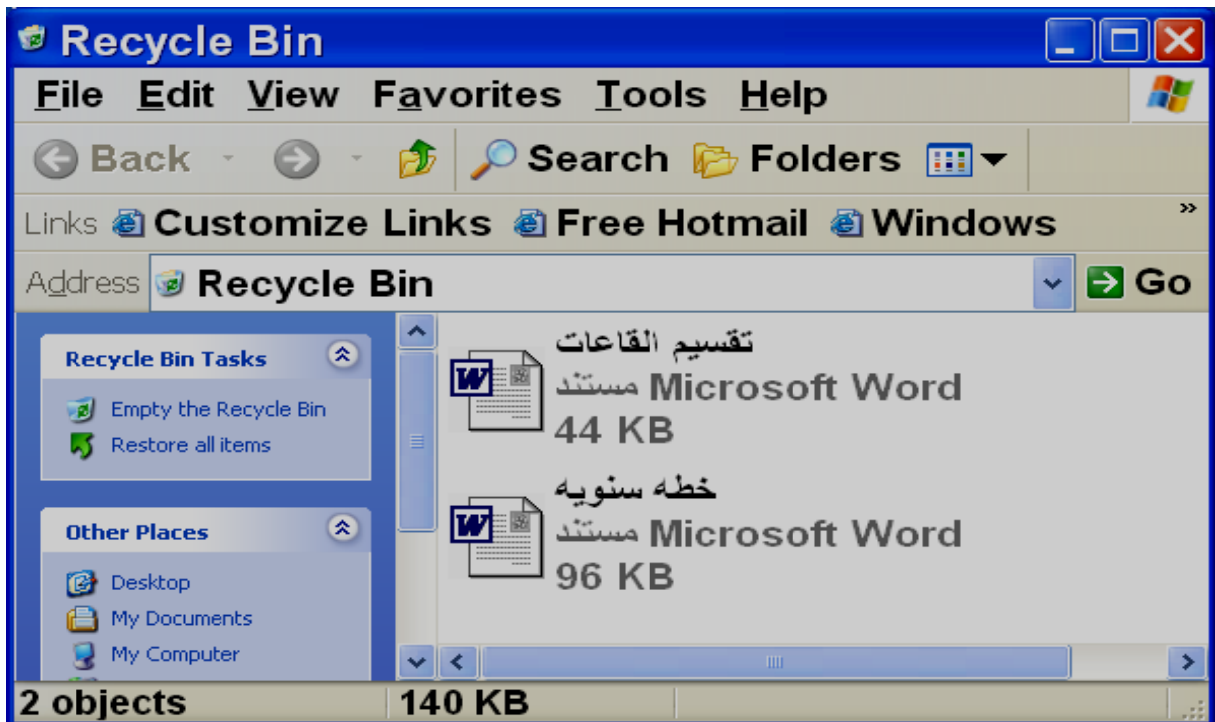 Recycle Bin
File Edit View Favorites Tools Help
Back Search Folders
Links Customize Links Free Hotmail Windows »
Address Recycle Bin Go
Recycle Bin Tasks
Empty the Recycle Bin
Restore all items
Other Places
Desktop
My Documents
My Computer
تقسيم القاعات
مستند Microsoft Word
44 KB
خطه سنويه
مستند Microsoft Word
96 KB
2 objects 140 KB